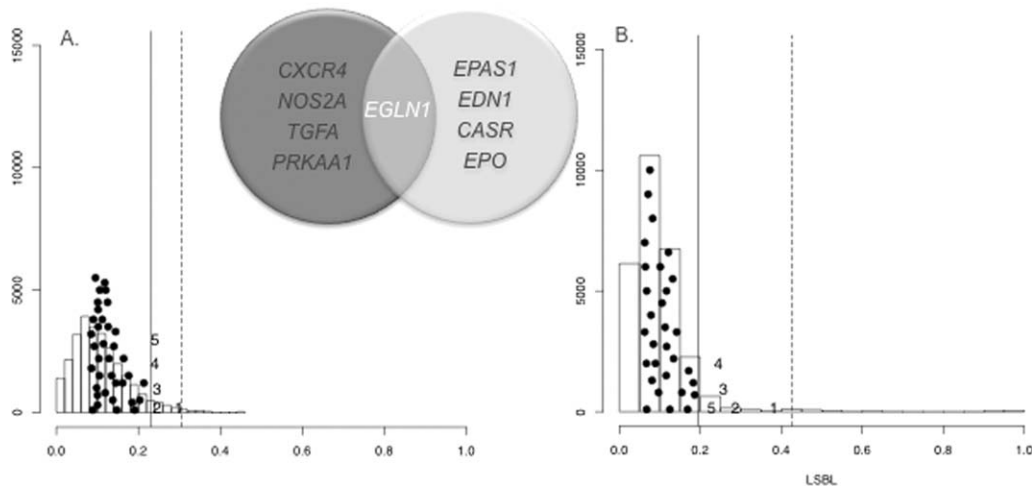 A.
B.
CXCR4
NOS2A
TGFA
PRKAA1
EGLN1
EPAS1
EDN1
CASR
EPO
15000
10000
5000
0
5
4
3
2 1
0.0 0.2 0.4 0.6 0.8 1.0
15000
10000
5000
0
4
3
5 2 1
0.0 0.2 0.4 0.6 0.8 1.0
LSBL